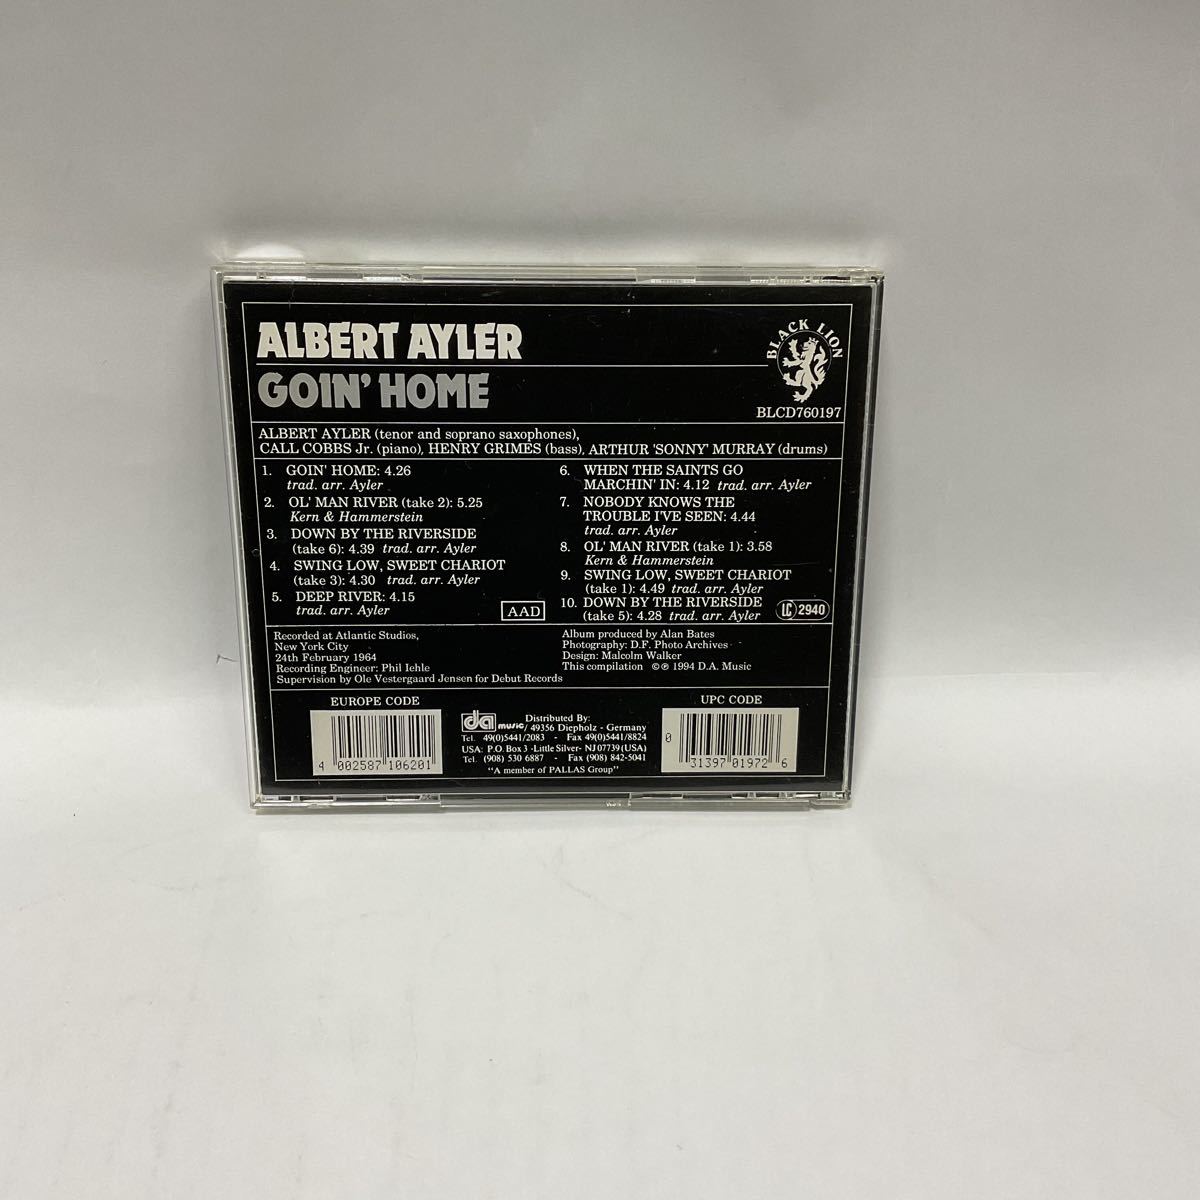 ALBERT AYLER
GOIN' HOME
BLACK LION
BLCD760197
ALBERT AYLER (tenor and soprano saxophones),
CALL COBBS Jr. (piano), HENRY GRIMES (bass), ARTHUR 'SONNY' MURRAY (drums)
1. GOIN' HOME: 4.26
trad. arr. Ayler
2. OL' MAN RIVER (take 2): 5.25
Kern & Hammerstein
3. DOWN BY THE RIVERSIDE
(take 6): 4.39 trad. arr. Ayler
4. SWING LOW, SWEET CHARIOT
(take 3): 4.30 trad. arr. Ayler
5. DEEP RIVER: 4.15
trad. arr. Ayler
AAD
6. WHEN THE SAINTS GO
MARCHIN' IN: 4.12 trad. arr. Ayler
7. NOBODY KNOWS THE
TROUBLE I'VE SEEN: 4.44
trad. arr. Ayler
8. OL' MAN RIVER (take 1): 3.58
Kern & Hammerstein
9. SWING LOW, SWEET CHARIOT
(take 1): 4.49 trad. arr. Ayler
10. DOWN BY THE RIVERSIDE
(take 5): 4.28 trad. arr. Ayler
LC 2940
Recorded at Atlantic Studios,
New York City
24th February 1964
Recording Engineer: Phil Iehle
Supervision by Ole Vestergaard Jensen for Debut Records
Album produced by Alan Bates
Photography: D.F. Photo Archives
Design: Malcolm Walker
This compilation ©℗ 1994 D.A. Music
EUROPE CODE
4 002587 106201
da music
Distributed By:
/ 49356 Diepholz - Germany
Tel. 49(0)5441/2083 - Fax 49(0)5441/8824
USA: P.O. Box 3 -Little Silver- NJ 07739 (USA)
Tel. (908) 530 6887 - Fax (908) 842-5041
"A member of PALLAS Group"
UPC CODE
0 31397 01972 6